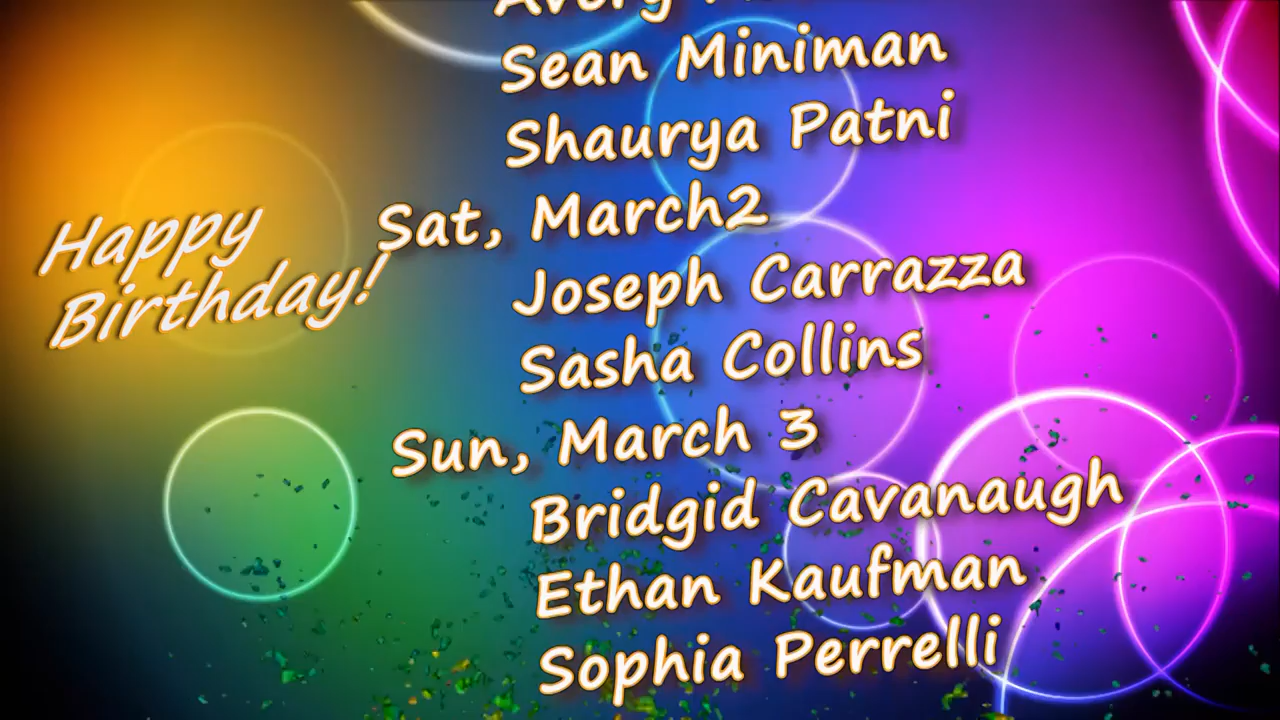 Avery
Sean Miniman
Shaurya Patni
Sat, March2
Joseph Carrazza
Sasha Collins
Sun, March 3
Bridgid Cavanaugh
Ethan Kaufman
Sophia Perrelli
Happy
Birthday!